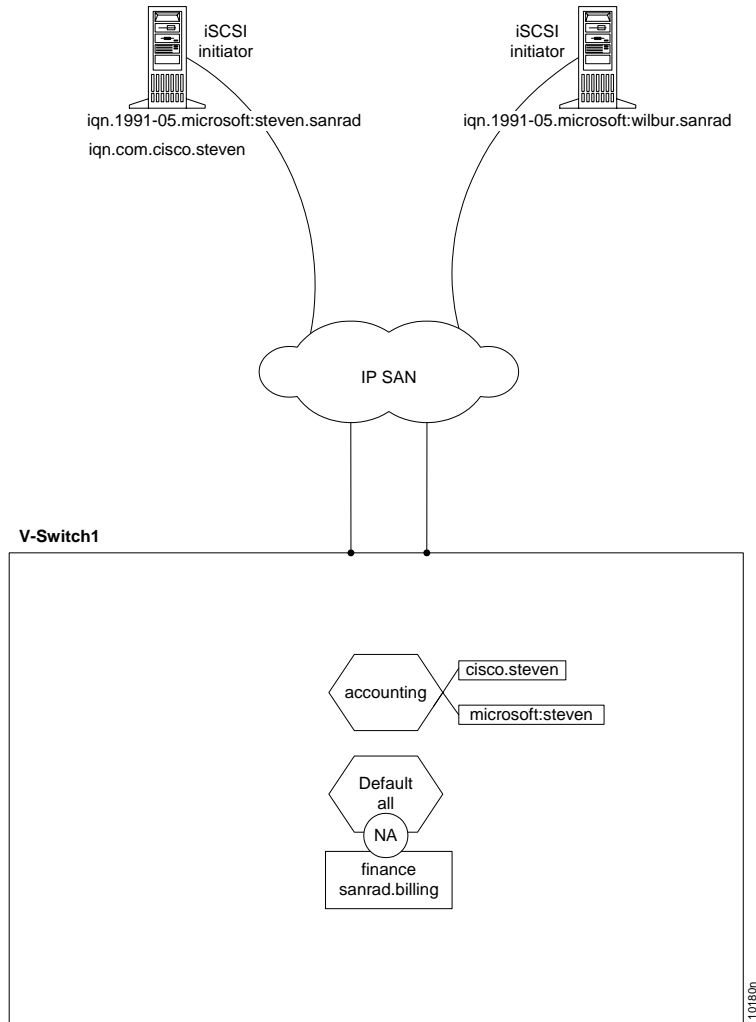 iSCSI
initiator
iSCSI
initiator
iqn.1991-05.microsoft:steven.sanrad
iqn.com.cisco.steven
iqn.1991-05.microsoft:wilbur.sanrad
IP SAN
V-Switch1
accounting
cisco.steven
microsoft:steven
Default
all
NA
finance
sanrad.billing
10180n